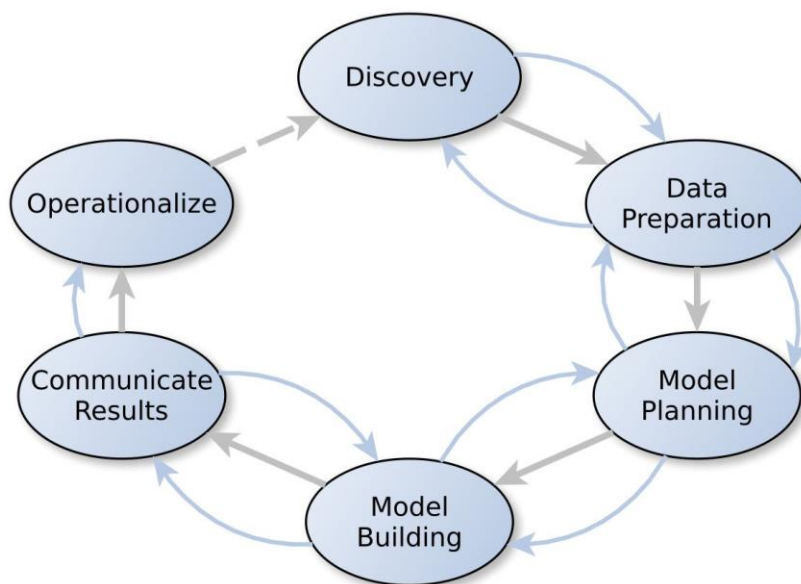 Discovery
Data
Preparation
Model
Planning
Model
Building
Communicate
Results
Operationalize